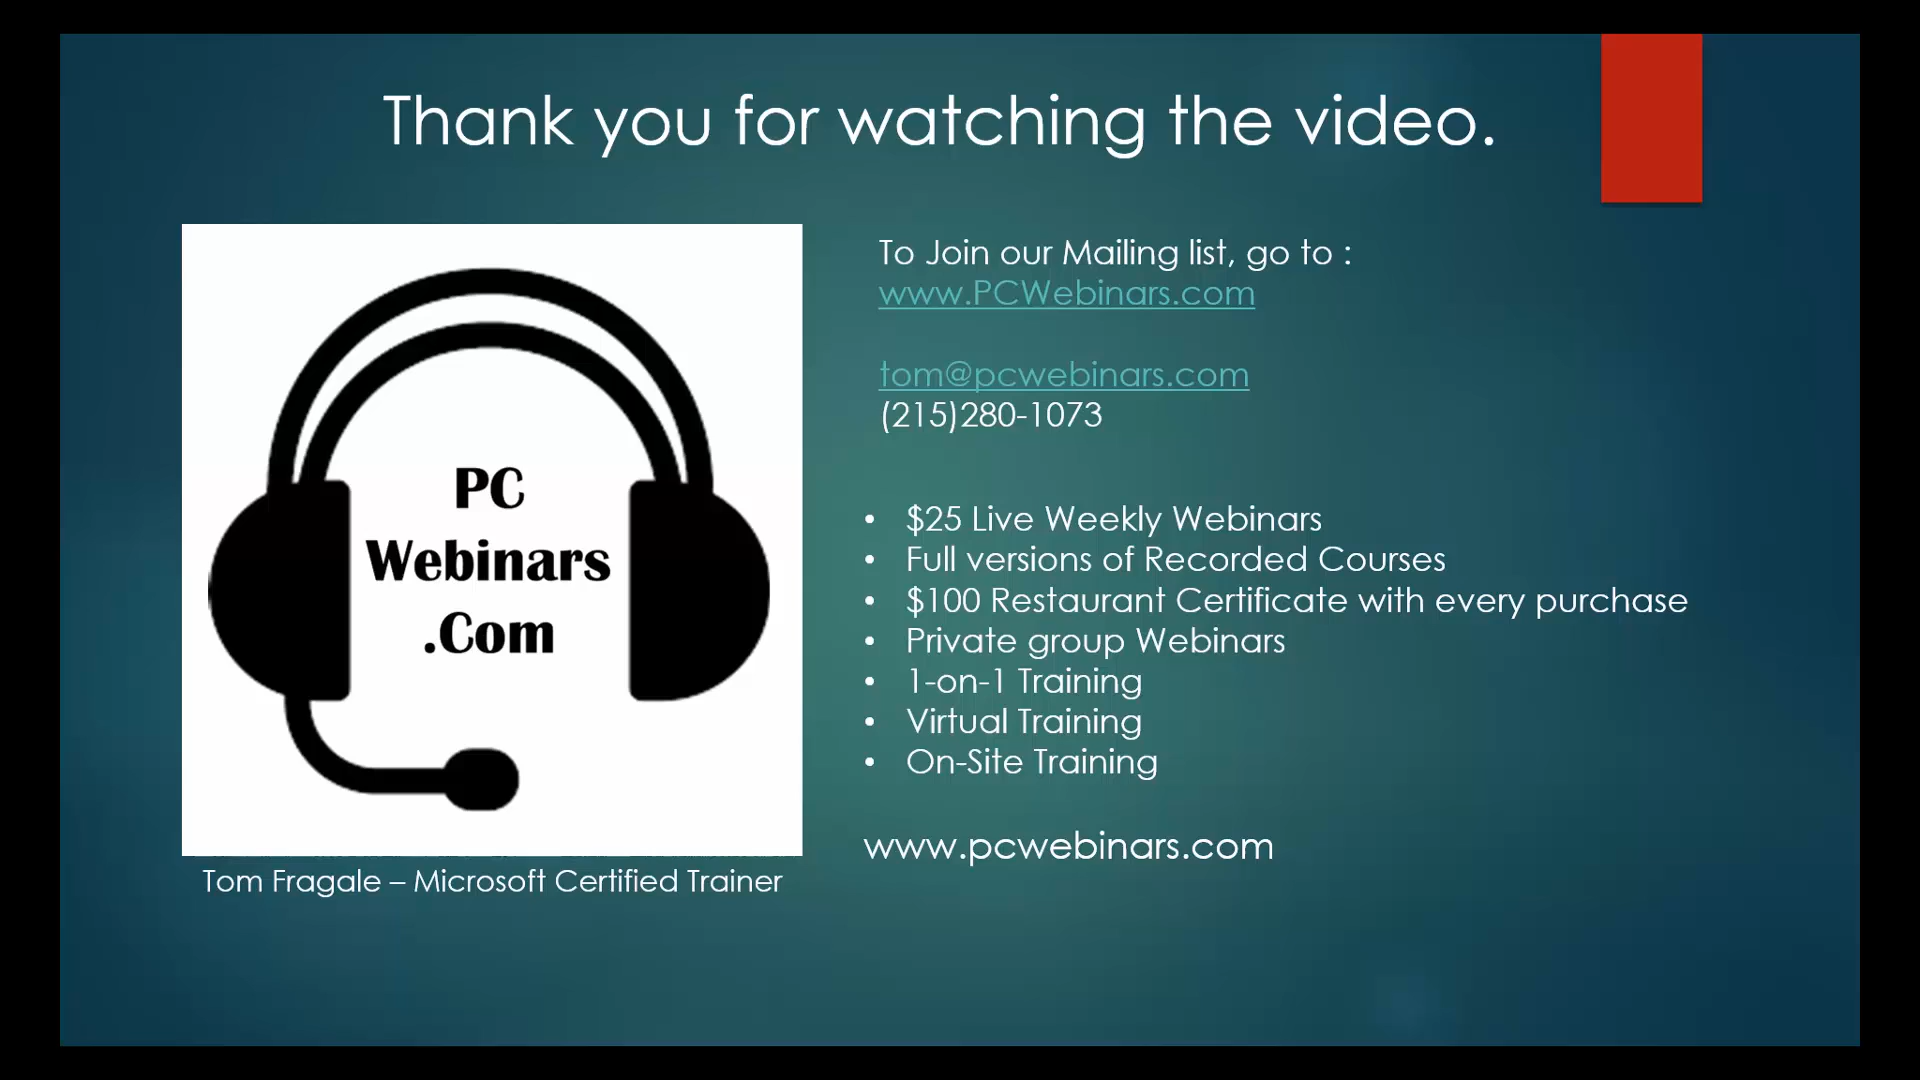 Thank you for watching the video.
PC
Webinars
.Com
Tom Fragale – Microsoft Certified Trainer
To Join our Mailing list, go to :
www.PCWebinars.com
tom@pcwebinars.com
(215)280-1073
• $25 Live Weekly Webinars
• Full versions of Recorded Courses
• $100 Restaurant Certificate with every purchase
• Private group Webinars
• 1-on-1 Training
• Virtual Training
• On-Site Training
www.pcwebinars.com